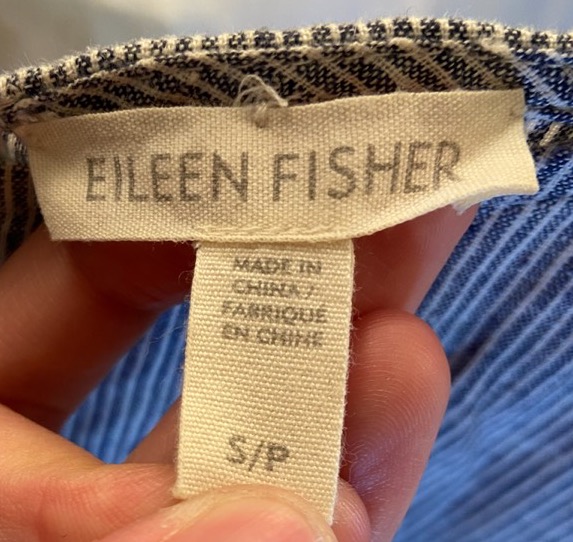 EILEEN FISHER
MADE IN
CHINA/
FABRIQUÉ
EN CHINE
S/P